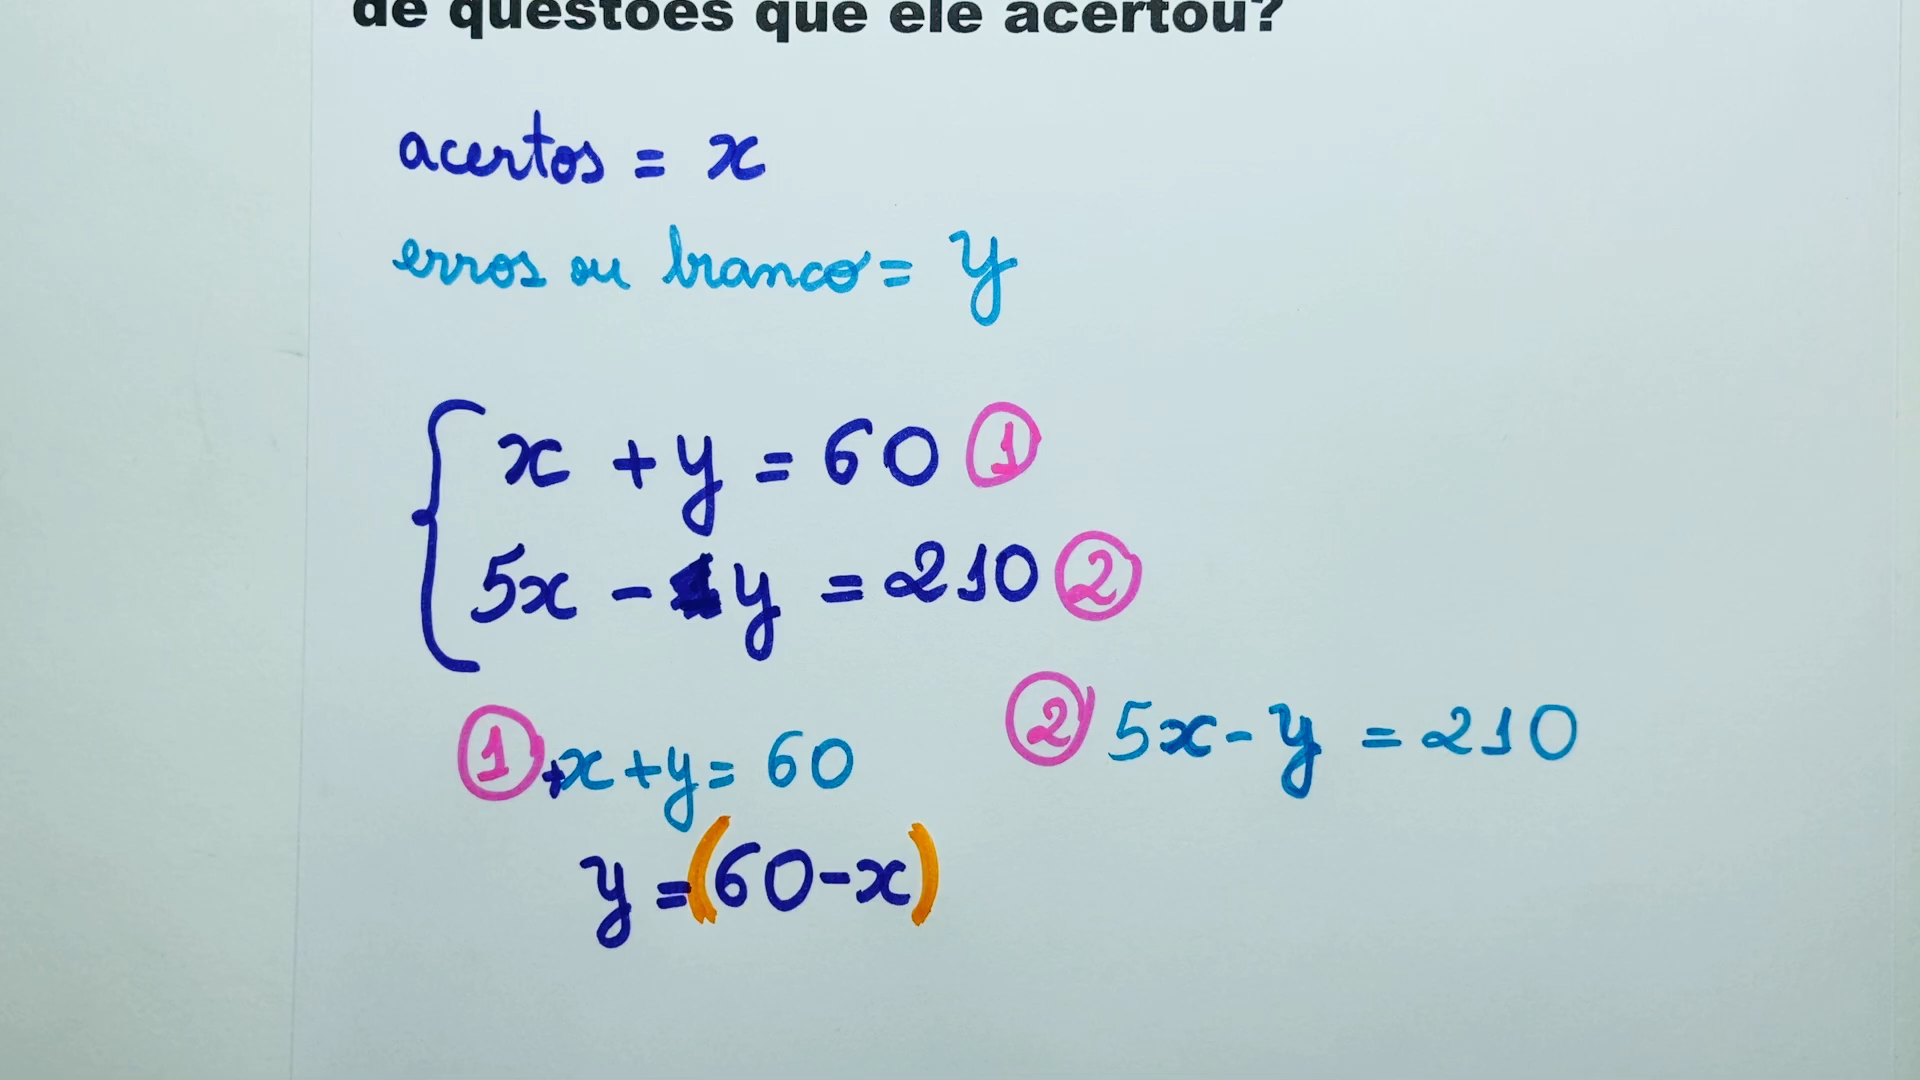 de questões que ele acertou?
acertos = x
erros ou branco = y
x + y = 60 ①
5x - y = 210 ②
① +x + y = 60
② 5x - y = 210
y = (60 - x)